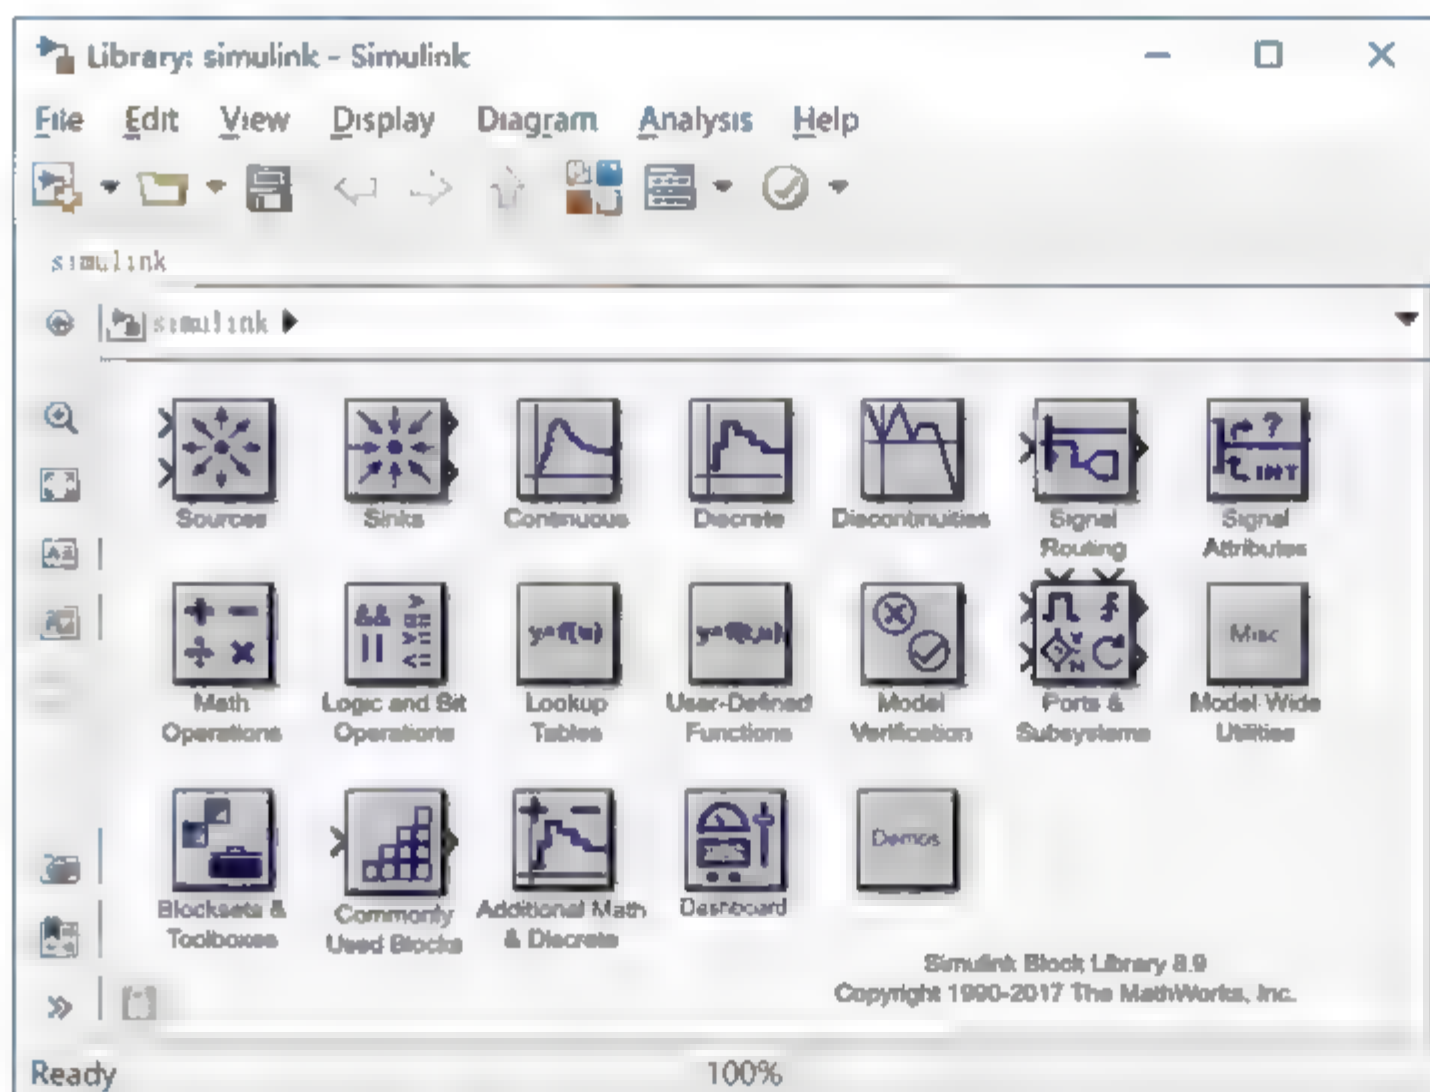 Library: simulink - Simulink
File Edit View Display Diagram Analysis Help
simulink
simulink
? INT
Sources Sinks Continuous Discrete Discontinuities Signal Signal
Routing Attributes
&& || <=
y=f(u) y=f(t,u) Y N Misc
Math Logic and Bit Lookup User-Defined Model Ports & Model-Wide
Operations Operations Tables Functions Verification Subsystems Utilities
Demos
Blocksets & Commonly Additional Math Dashboard
Toolboxes Used Blocks & Discrete
Simulink Block Library 8.9
Copyright 1990-2017 The MathWorks, Inc.
Ready 100%